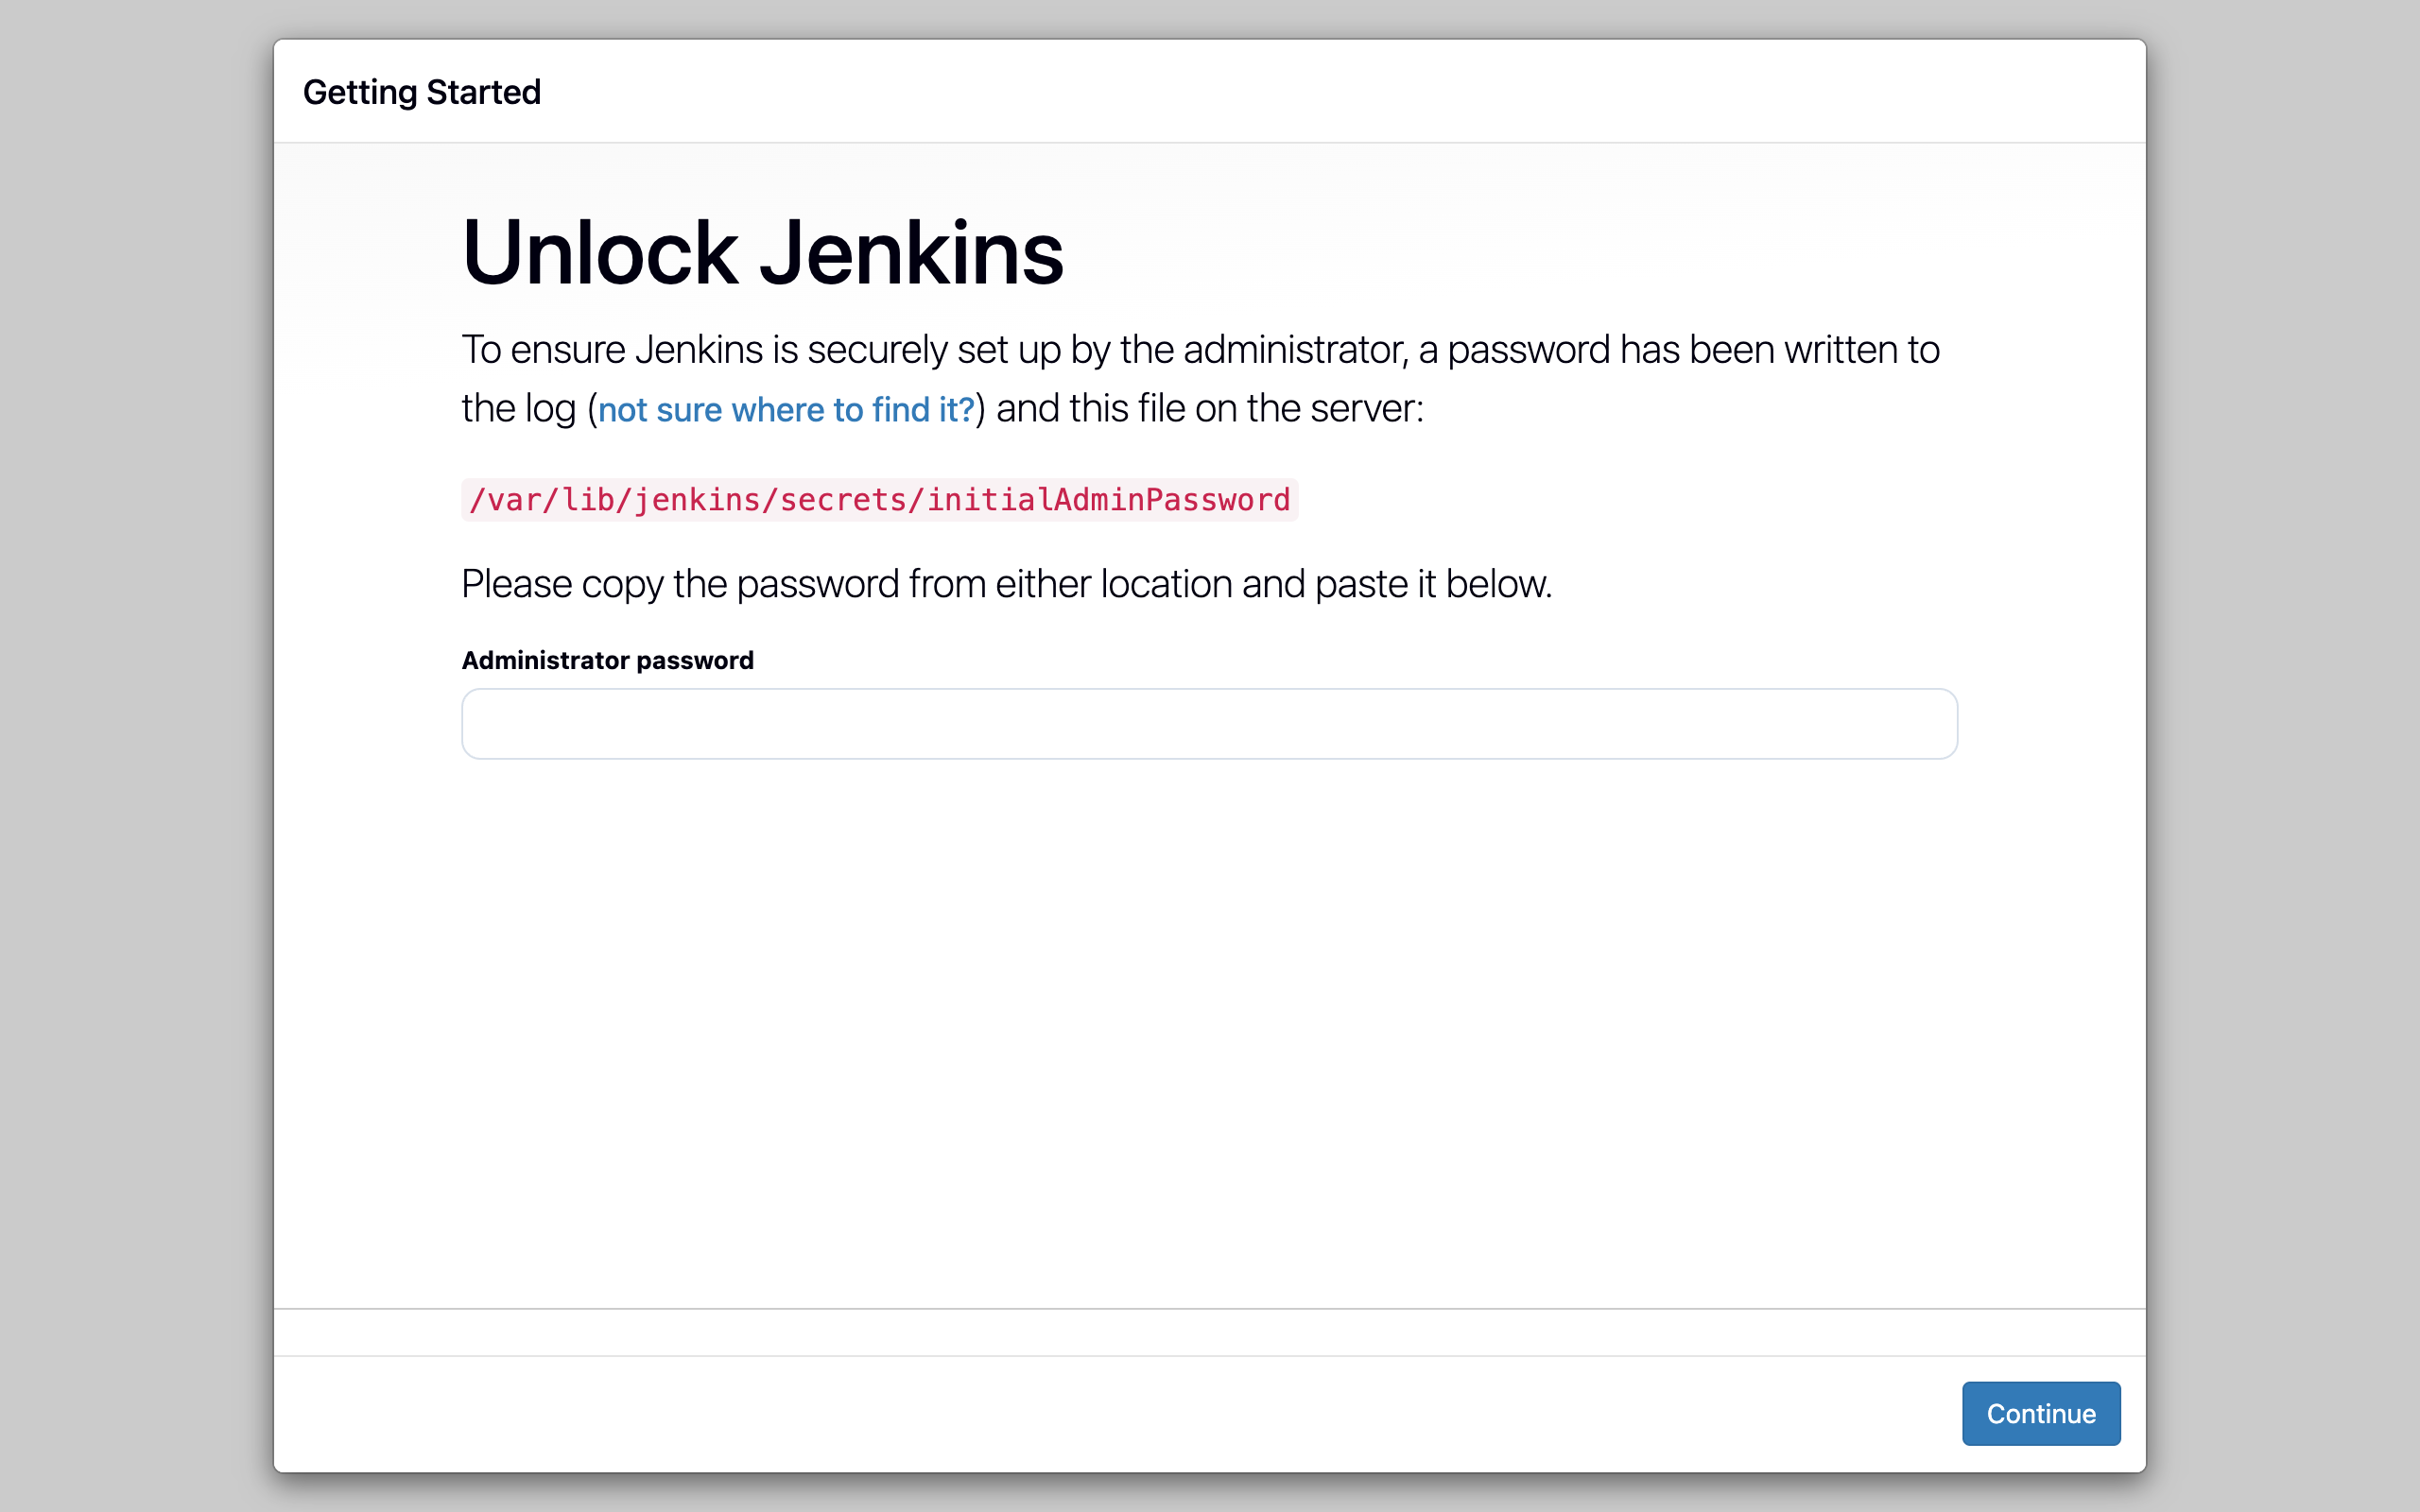 Getting Started
Unlock Jenkins
To ensure Jenkins is securely set up by the administrator, a password has been written to
the log (not sure where to find it?) and this file on the server:
/var/lib/jenkins/secrets/initialAdminPassword
Please copy the password from either location and paste it below.
Administrator password
Continue